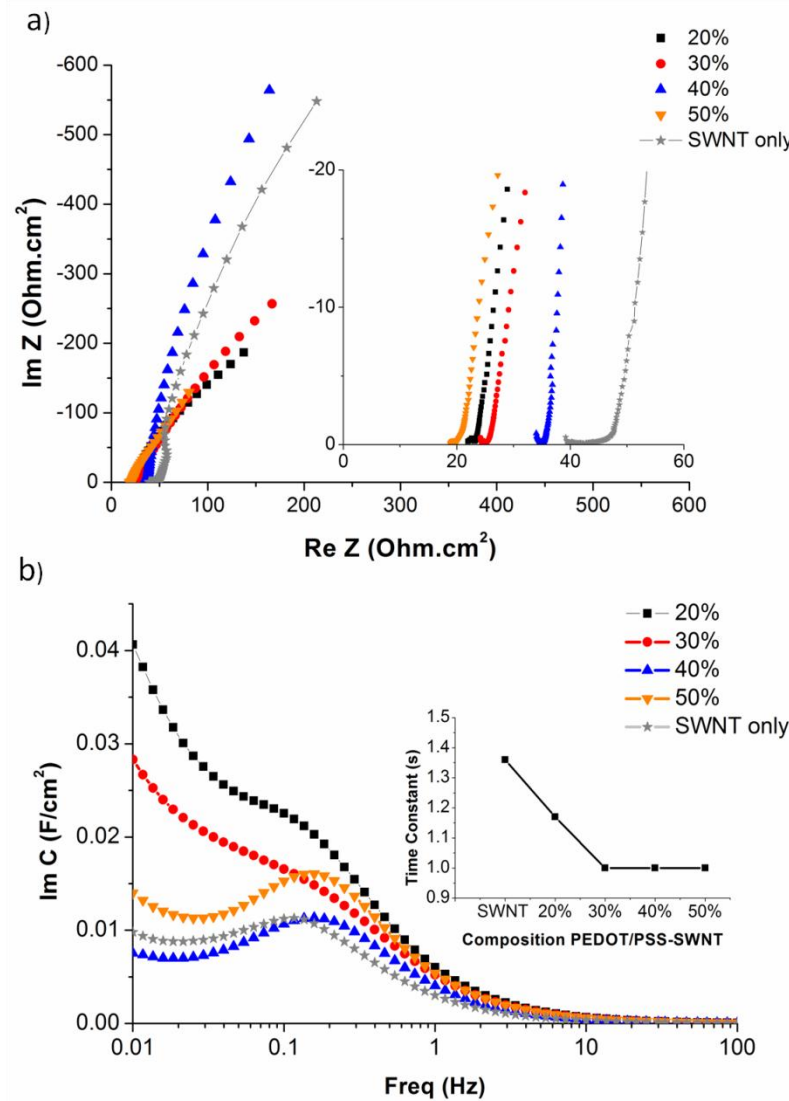 a)
20%
30%
40%
50%
SWNT only
-600
-500
-400
-300
-200
-100
0
Im Z (Ohm.cm²)
-20
-10
0
0 20 40 60
0 100 200 300 400 500 600
Re Z (Ohm.cm²)
b)
20%
30%
40%
50%
SWNT only
0.04
0.03
0.02
0.01
0.00
Im C (F/cm²)
1.5
1.4
1.3
1.2
1.1
1.0
0.9
Time Constant (s)
SWNT 20% 30% 40% 50%
Composition PEDOT/PSS-SWNT
0.01 0.1 1 10 100
Freq (Hz)